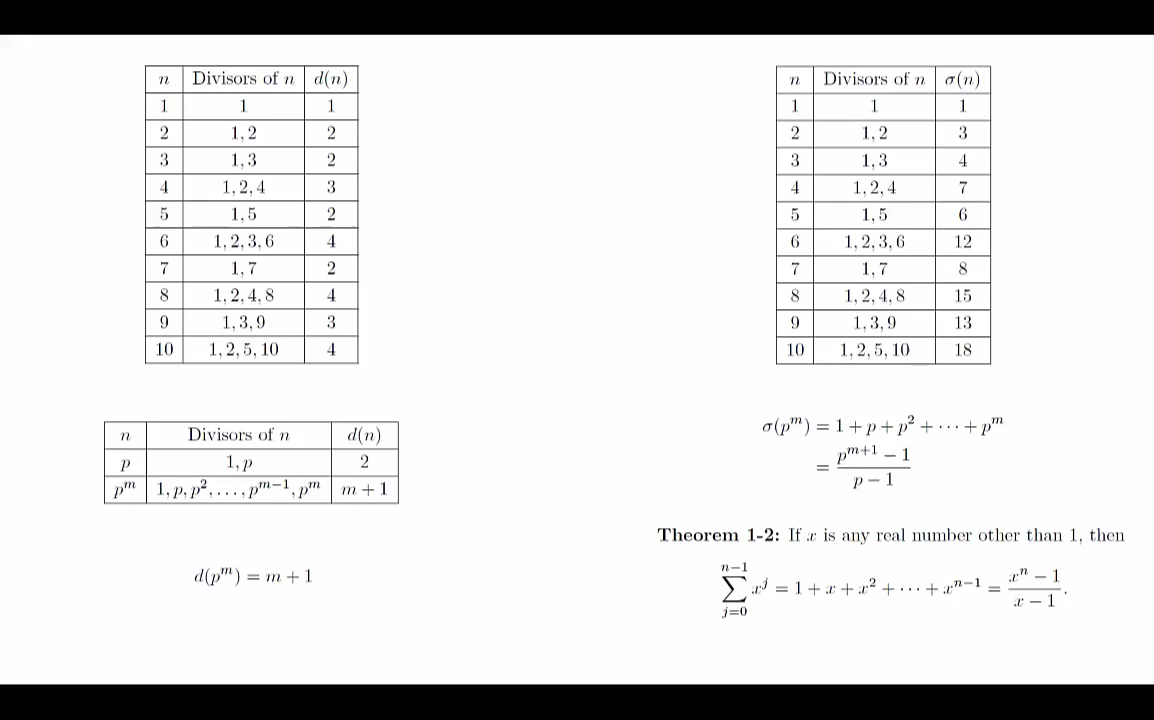 n Divisors of n d(n)
1 1 1
2 1, 2 2
3 1, 3 2
4 1, 2, 4 3
5 1, 5 2
6 1, 2, 3, 6 4
7 1, 7 2
8 1, 2, 4, 8 4
9 1, 3, 9 3
10 1, 2, 5, 10 4
n Divisors of n d(n)
p 1, p 2
p^m 1, p, p^2, . . . , p^{m−1}, p^m m + 1
d(p^m) = m + 1
n Divisors of n σ(n)
1 1 1
2 1, 2 3
3 1, 3 4
4 1, 2, 4 7
5 1, 5 6
6 1, 2, 3, 6 12
7 1, 7 8
8 1, 2, 4, 8 15
9 1, 3, 9 13
10 1, 2, 5, 10 18
σ(p^m) = 1 + p + p^2 + · · · + p^m
= \frac{p^{m+1} − 1}{p − 1}
Theorem 1-2: If x is any real number other than 1, then
\sum_{j=0}^{n−1} x^j = 1 + x + x^2 + · · · + x^{n−1} = \frac{x^n − 1}{x − 1}.